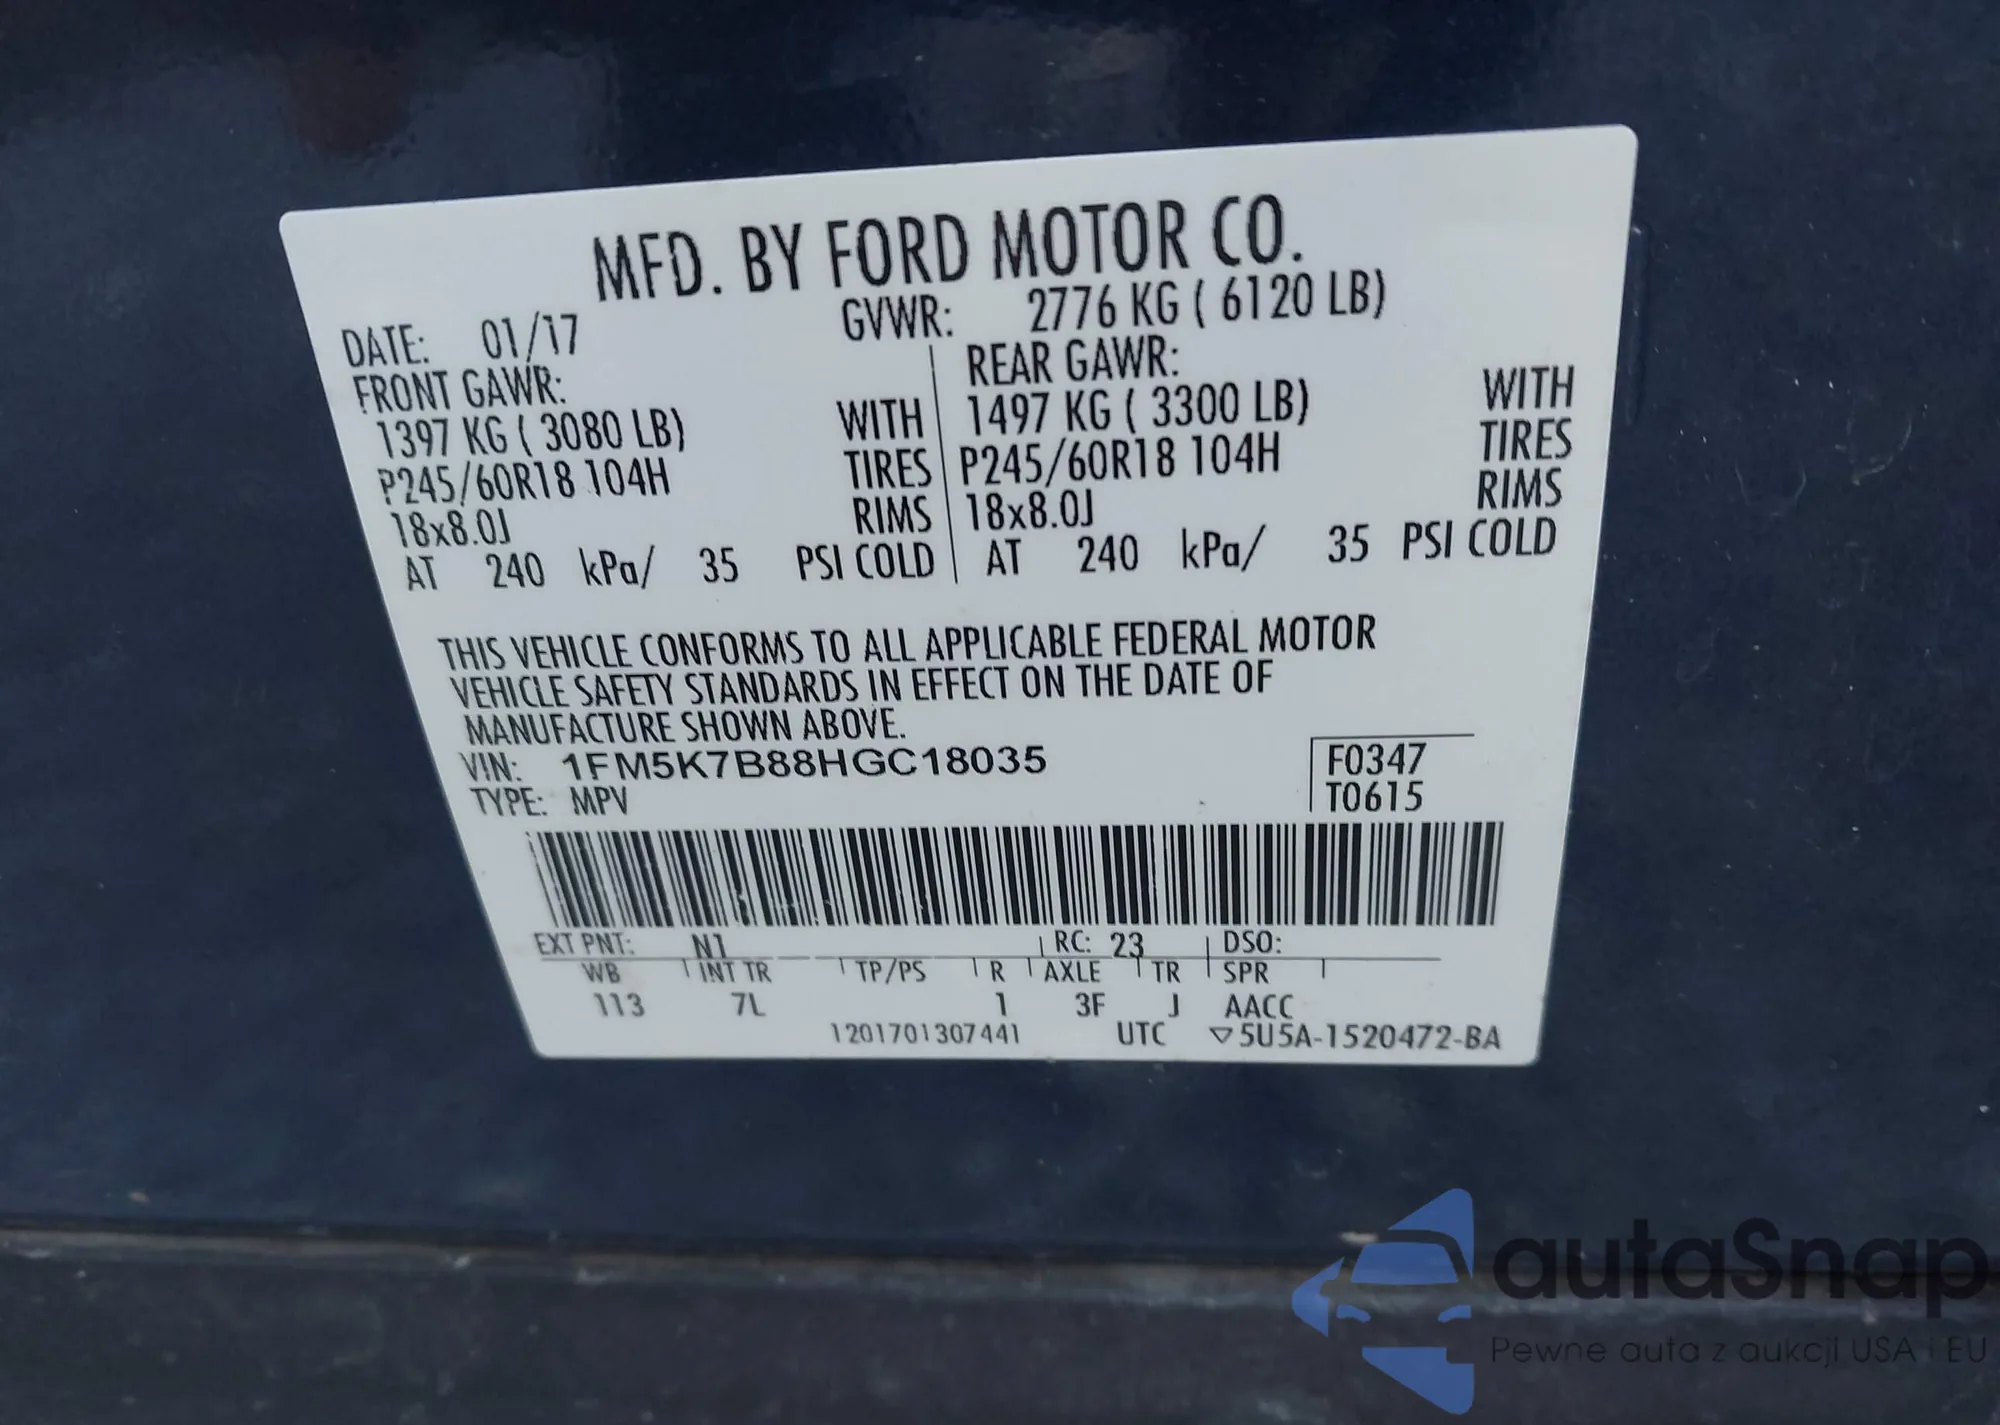 MFD. BY FORD MOTOR CO.
DATE: 01/17 GVWR: 2776 KG ( 6120 LB)
FRONT GAWR: REAR GAWR:
1397 KG ( 3080 LB) WITH 1497 KG ( 3300 LB) WITH
P245/60R18 104H TIRES P245/60R18 104H TIRES
18x8.0J RIMS 18x8.0J RIMS
AT 240 kPa/ 35 PSI COLD AT 240 kPa/ 35 PSI COLD
THIS VEHICLE CONFORMS TO ALL APPLICABLE FEDERAL MOTOR
VEHICLE SAFETY STANDARDS IN EFFECT ON THE DATE OF
MANUFACTURE SHOWN ABOVE.
VIN: 1FM5K7B88HGC18035 F0347
TYPE: MPV T0615
EXT PNT: N1 RC: 23 DSO:
WB INT TR TP/PS R AXLE TR SPR
113 7L 1 3F J AACC
1201701307441 UTC ▽5U5A-1520472-BA
autaSnap
Pewne auta z aukcji USA i EU